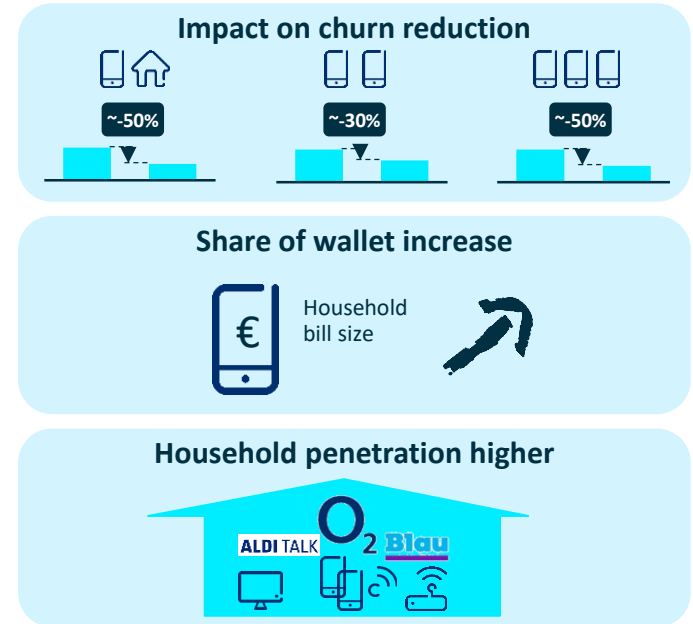 Impact on churn reduction
~-50%
~-30%
~-50%
Share of wallet increase
€
Household
bill size
Household penetration higher
O2
ALDI TALK
Blau